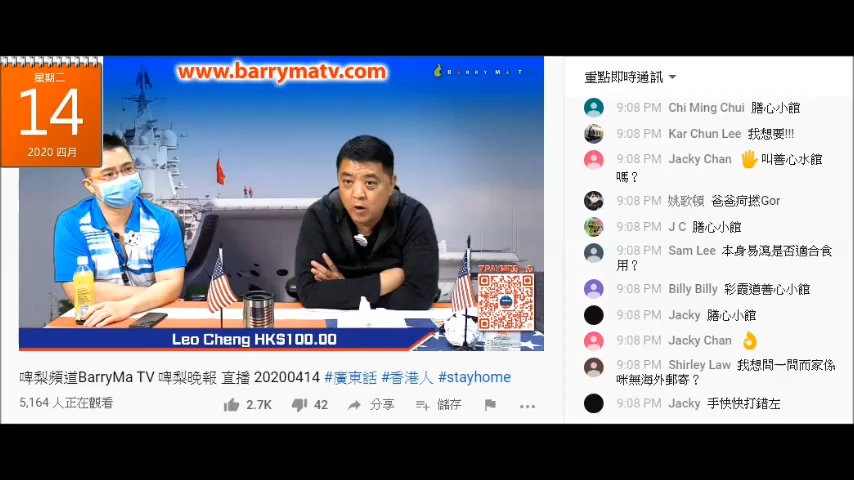 星期二
14
2020 四月
www.barrymatv.com
BARRY MAT
Leo Cheng HK$100.00
啤梨頻道BarryMa TV 啤梨晚報 直播 20200414 #廣東話 #香港人 #stayhome
5,164 人正在觀看
2.7K
42
分享
儲存
重點即時通訊
9:08 PM Chi Ming Chui 膳心小館
9:08 PM Kar Chun Lee 我想要!!!
9:08 PM Jacky Chan 🖐叫善心水館
嗎？
9:08 PM 姚歌頓 爸爸疴撚Gor
9:08 PM J C 膳心小館
9:08 PM Sam Lee 本身易瀉是否適合食
用？
9:08 PM Billy Billy 彩霞道善心小館
9:08 PM Jacky 膳心小館
9:08 PM Jacky Chan 👌
9:08 PM Shirley Law 我想問一問而家係
咪無海外郵寄？
9:08 PM Jacky 手快快打錯左